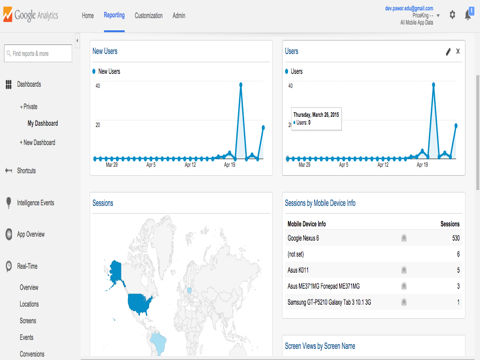 Google Analytics
Home
Reporting
Customization
Admin
dev.power.edu@gmail.com
PriceKing - -
All Mobile App Data
Find reports & more
Dashboards
Private
My Dashboard
+ New Dashboard
Shortcuts
Intelligence Events
App Overview
Real-Time
Overview
Locations
Screens
Events
Conversions
New Users
New Users
40
20
Mar 29
Apr 5
Apr 12
Apr 19
Users
Users
40
20
Thursday, March 26, 2015
Users: 0
Mar 29
Apr 5
Apr 12
Apr 19
Sessions
Sessions by Mobile Device Info
Mobile Device Info Sessions
Google Nexus 6 530
(not set) 6
Asus K011 5
Asus ME371MG Fonepad ME371MG 3
Samsung GT-P5210 Galaxy Tab 3 10.1 3G 1
Screen Views by Screen Name